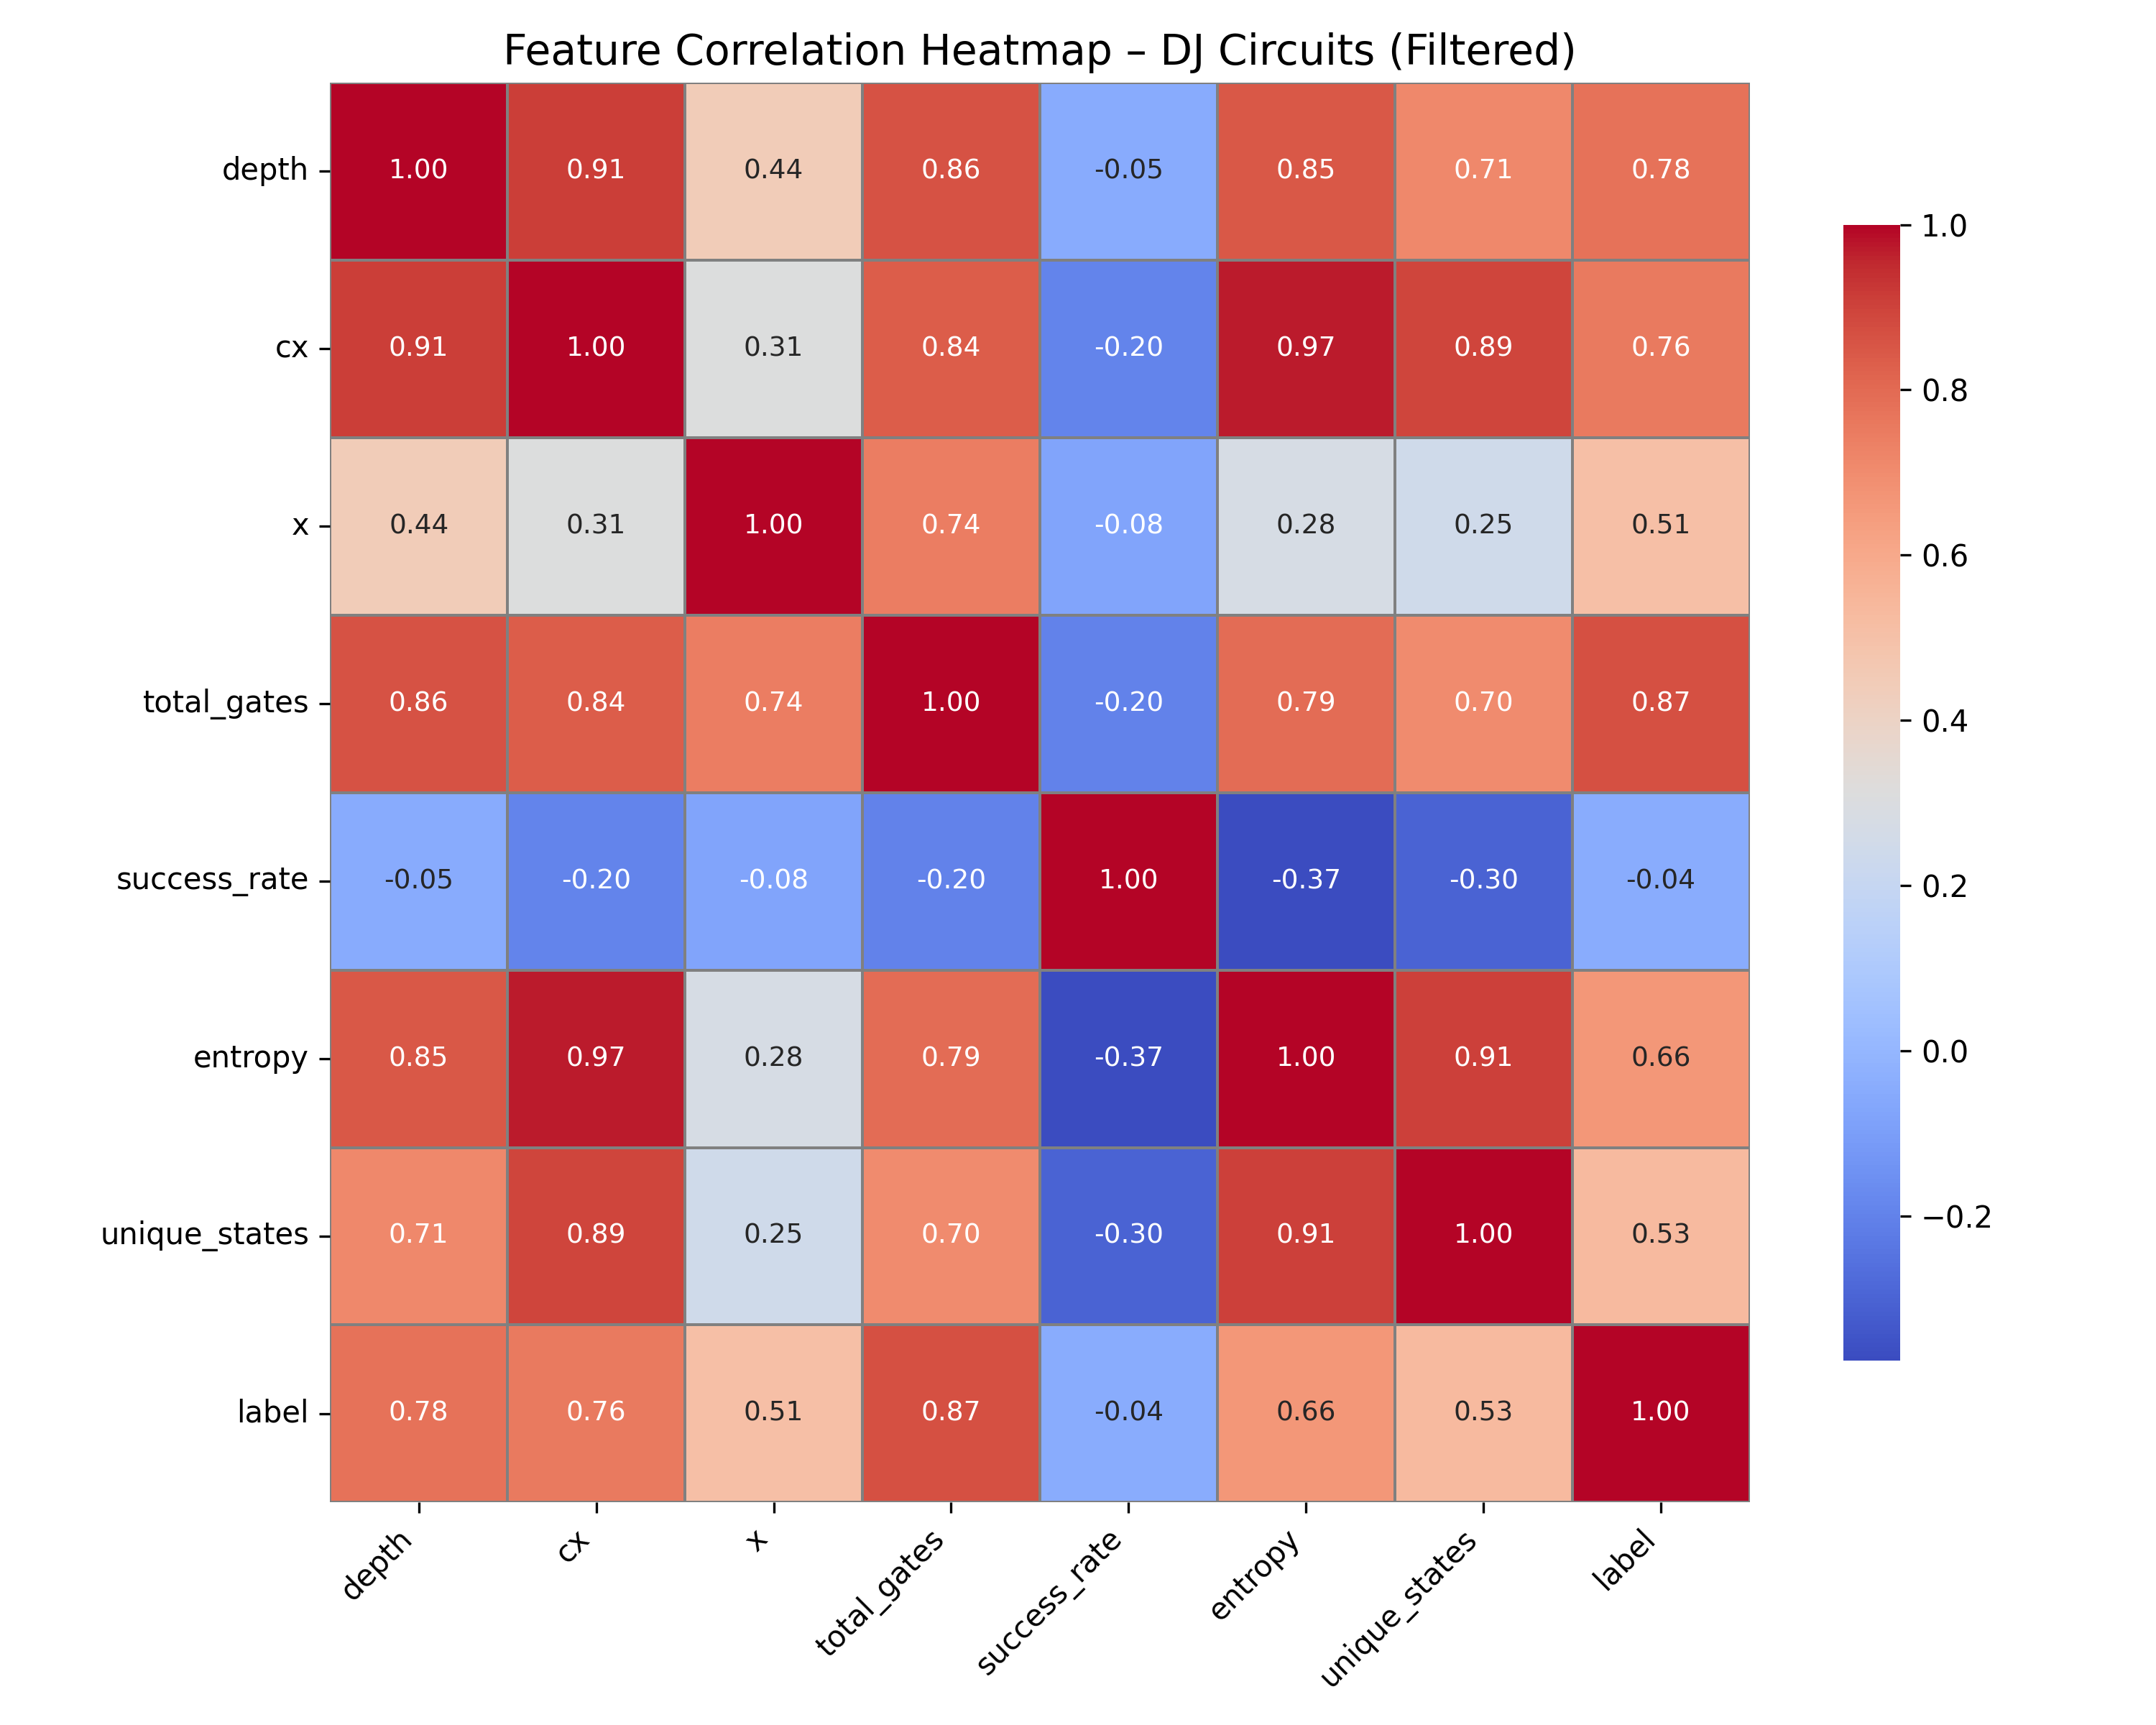 Feature Correlation Heatmap – DJ Circuits (Filtered)
depth 1.00 0.91 0.44 0.86 -0.05 0.85 0.71 0.78
cx 0.91 1.00 0.31 0.84 -0.20 0.97 0.89 0.76
x 0.44 0.31 1.00 0.74 -0.08 0.28 0.25 0.51
total_gates 0.86 0.84 0.74 1.00 -0.20 0.79 0.70 0.87
success_rate -0.05 -0.20 -0.08 -0.20 1.00 -0.37 -0.30 -0.04
entropy 0.85 0.97 0.28 0.79 -0.37 1.00 0.91 0.66
unique_states 0.71 0.89 0.25 0.70 -0.30 0.91 1.00 0.53
label 0.78 0.76 0.51 0.87 -0.04 0.66 0.53 1.00
depth cx x total_gates success_rate entropy unique_states label
1.0
0.8
0.6
0.4
0.2
0.0
−0.2